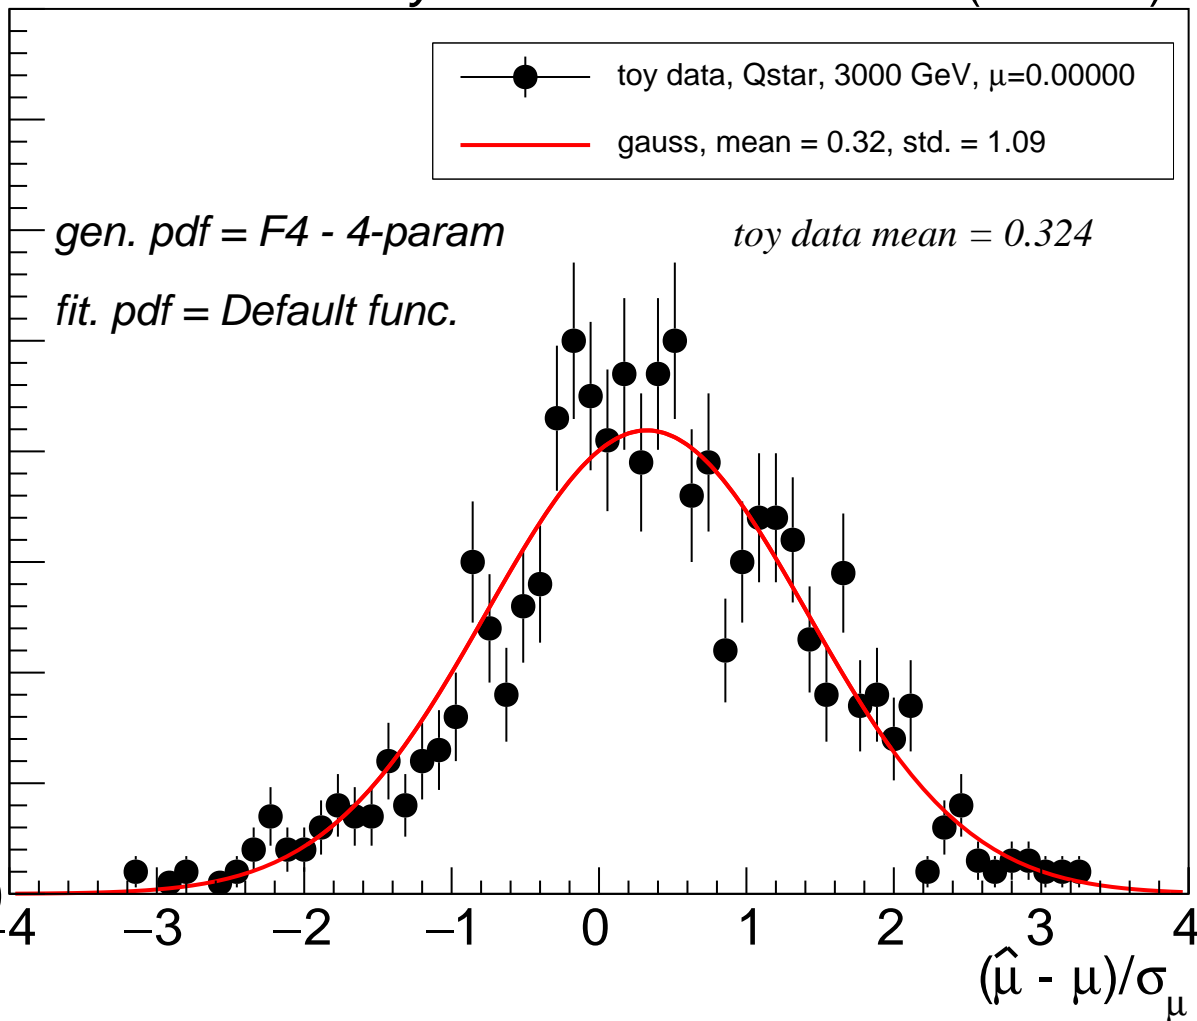 toy data, Qstar, 3000 GeV, μ=0.00000
gauss, mean = 0.32, std. = 1.09
gen. pdf = F4 - 4-param
toy data mean = 0.324
fit. pdf = Default func.
−4 −3 −2 −1 0 1 2 3 4
(μ̂ - μ)/σμ